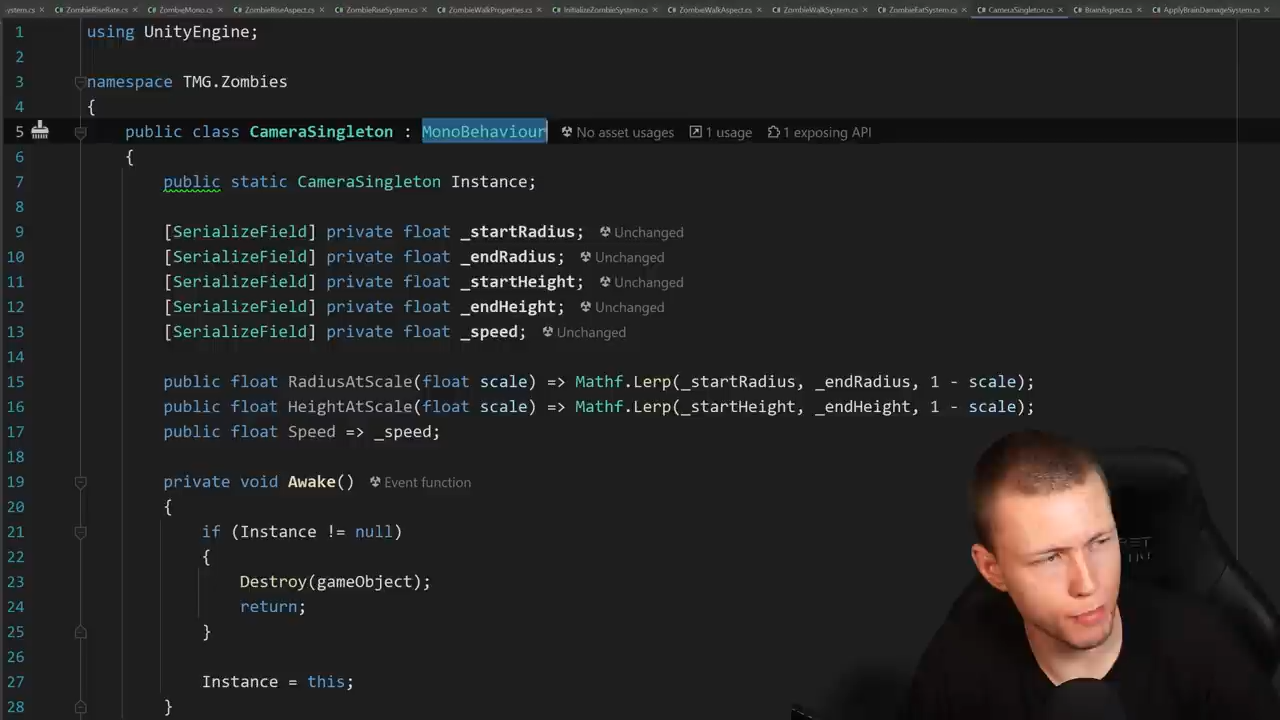 ZombieRiseRate.cs
ZombieMono.cs
ZombieRiseAspect.cs
ZombieRiseSystem.cs
ZombieWalkProperties.cs
InitializeZombieSystem.cs
ZombieWalkAspect.cs
ZombieWalkSystem.cs
ZombieEatSystem.cs
CameraSingleton.cs
BrainAspect.cs
ApplyBrainDamageSystem.cs
1 using UnityEngine;
2
3 namespace TMG.Zombies
4 {
5 public class CameraSingleton : MonoBehaviour No asset usages 1 usage 1 exposing API
6 {
7 public static CameraSingleton Instance;
8
9 [SerializeField] private float _startRadius; Unchanged
10 [SerializeField] private float _endRadius; Unchanged
11 [SerializeField] private float _startHeight; Unchanged
12 [SerializeField] private float _endHeight; Unchanged
13 [SerializeField] private float _speed; Unchanged
14
15 public float RadiusAtScale(float scale) => Mathf.Lerp(_startRadius, _endRadius, 1 - scale);
16 public float HeightAtScale(float scale) => Mathf.Lerp(_startHeight, _endHeight, 1 - scale);
17 public float Speed => _speed;
18
19 private void Awake() Event function
20 {
21 if (Instance != null)
22 {
23 Destroy(gameObject);
24 return;
25 }
26
27 Instance = this;
28 }